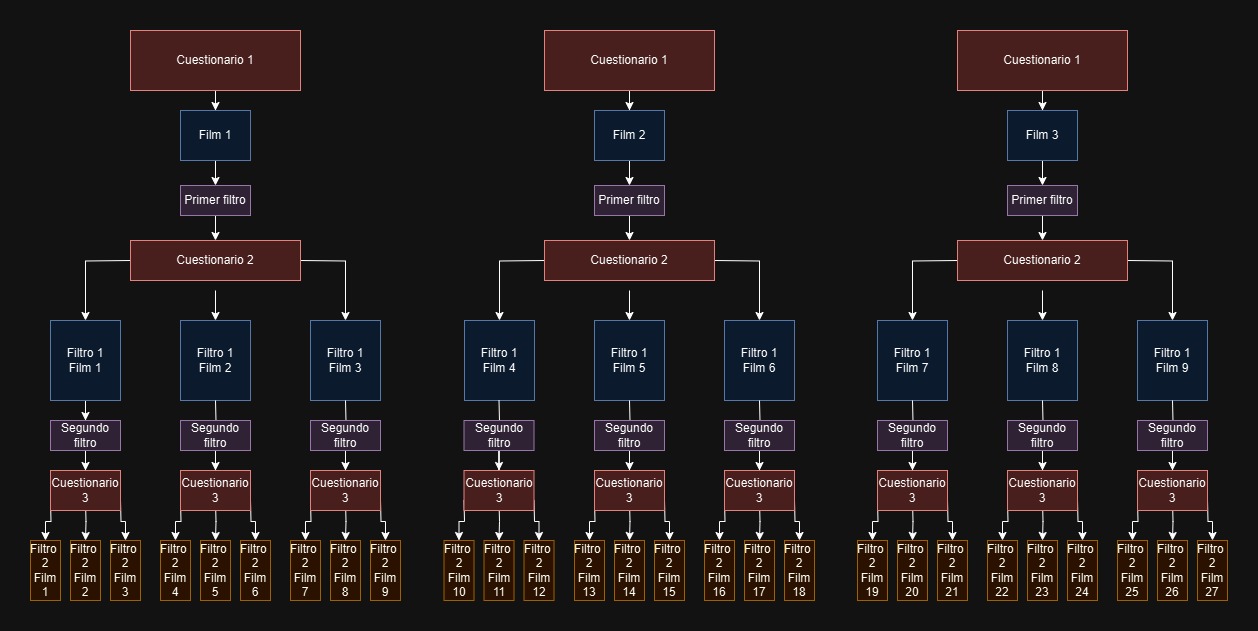 Cuestionario 1
Cuestionario 1
Cuestionario 1
Film 1
Film 2
Film 3
Primer filtro
Primer filtro
Primer filtro
Cuestionario 2
Cuestionario 2
Cuestionario 2
Filtro 1
Film 1
Filtro 1
Film 2
Filtro 1
Film 3
Filtro 1
Film 4
Filtro 1
Film 5
Filtro 1
Film 6
Filtro 1
Film 7
Filtro 1
Film 8
Filtro 1
Film 9
Segundo
filtro
Segundo
filtro
Segundo
filtro
Segundo
filtro
Segundo
filtro
Segundo
filtro
Segundo
filtro
Segundo
filtro
Segundo
filtro
Cuestionario
3
Cuestionario
3
Cuestionario
3
Cuestionario
3
Cuestionario
3
Cuestionario
3
Cuestionario
3
Cuestionario
3
Cuestionario
3
Filtro
2
Film
1
Filtro
2
Film
2
Filtro
2
Film
3
Filtro
2
Film
4
Filtro
2
Film
5
Filtro
2
Film
6
Filtro
2
Film
7
Filtro
2
Film
8
Filtro
2
Film
9
Filtro
2
Film
10
Filtro
2
Film
11
Filtro
2
Film
12
Filtro
2
Film
13
Filtro
2
Film
14
Filtro
2
Film
15
Filtro
2
Film
16
Filtro
2
Film
17
Filtro
2
Film
18
Filtro
2
Film
19
Filtro
2
Film
20
Filtro
2
Film
21
Filtro
2
Film
22
Filtro
2
Film
23
Filtro
2
Film
24
Filtro
2
Film
25
Filtro
2
Film
26
Filtro
2
Film
27